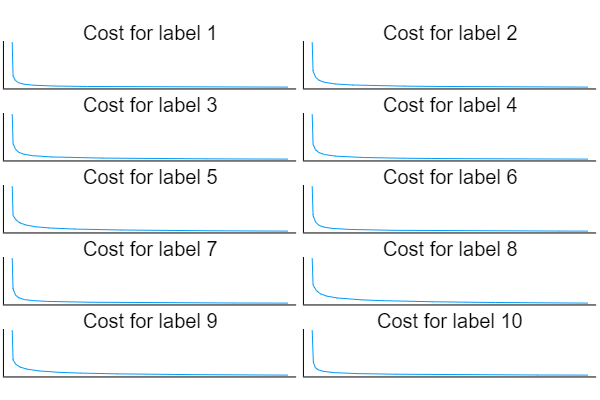 Cost for label 1
Cost for label 2
Cost for label 3
Cost for label 4
Cost for label 5
Cost for label 6
Cost for label 7
Cost for label 8
Cost for label 9
Cost for label 10